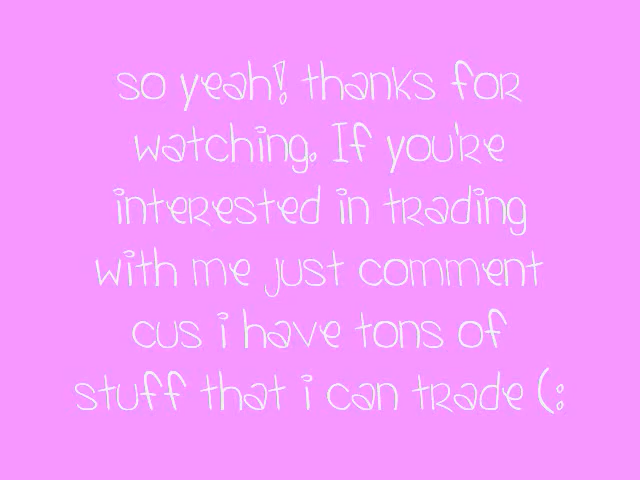 so yeah! thanks for
watching. If you're
interested in trading
with me just comment
cus i have tons of
stuff that i can trade (: